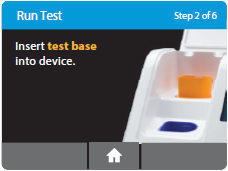 Run Test
Step 2 of 6
Insert test base
into device.